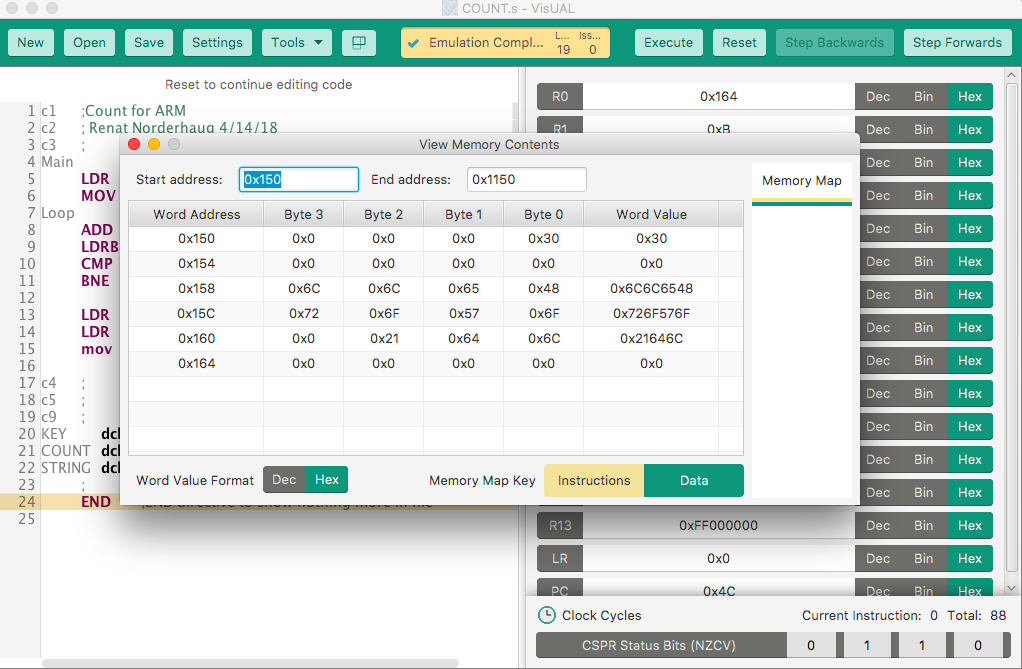 COUNT.s - VisUAL
New Open Save Settings Tools Emulation Compl... L... 19 Iss... 0 Execute Reset Step Backwards Step Forwards
Reset to continue editing code
1 c1 ;Count for ARM
2 c2 ; Renat Norderhaug 4/14/18
3 c3 ;
4 Main
5 LDR
6 MOV
7 Loop
8 ADD
9 LDRB
10 CMP
11 BNE
12
13 LDR
14 LDR
15 mov
16
17 c4 ;
18 c5 ;
19 c9 ;
20 KEY
21 COUNT
22 STRING
23 ;
24 END ;END directive to show nothing more in file
25
View Memory Contents
Start address: 0x150 End address: 0x1150
Word Address Byte 3 Byte 2 Byte 1 Byte 0 Word Value
0x150 0x0 0x0 0x0 0x30 0x30
0x154 0x0 0x0 0x0 0x0 0x0
0x158 0x6C 0x6C 0x65 0x48 0x6C6C6548
0x15C 0x72 0x6F 0x57 0x6F 0x726F576F
0x160 0x0 0x21 0x64 0x6C 0x21646C
0x164 0x0 0x0 0x0 0x0 0x0
Word Value Format Dec Hex Memory Map Key Instructions Data
Memory Map
R0 0x164 Dec Bin Hex
R1 0xB Dec Bin Hex
Dec Bin Hex
Dec Bin Hex
Dec Bin Hex
Dec Bin Hex
Dec Bin Hex
Dec Bin Hex
Dec Bin Hex
Dec Bin Hex
Dec Bin Hex
Dec Bin Hex
Dec Bin Hex
R13 0xFF000000 Dec Bin Hex
LR 0x0 Dec Bin Hex
PC 0x4C Dec Bin Hex
Clock Cycles Current Instruction: 0 Total: 88
CSPR Status Bits (NZCV) 0 1 1 0